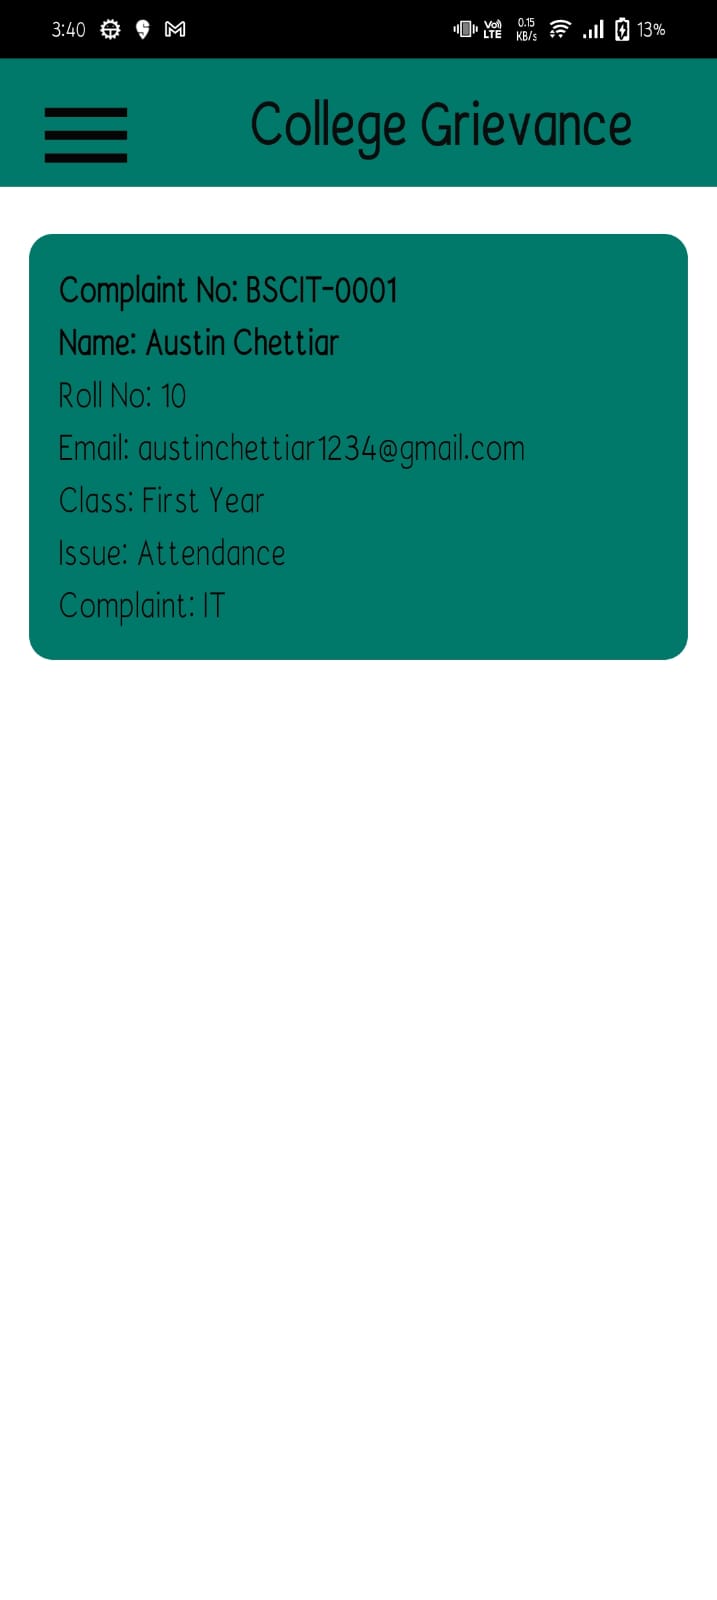 3:40 Vo) LTE 0.15 KB/s 13%
College Grievance
Complaint No: BSCIT-0001
Name: Austin Chettiar
Roll No: 10
Email: austinchettiar1234@gmail.com
Class: First Year
Issue: Attendance
Complaint: IT